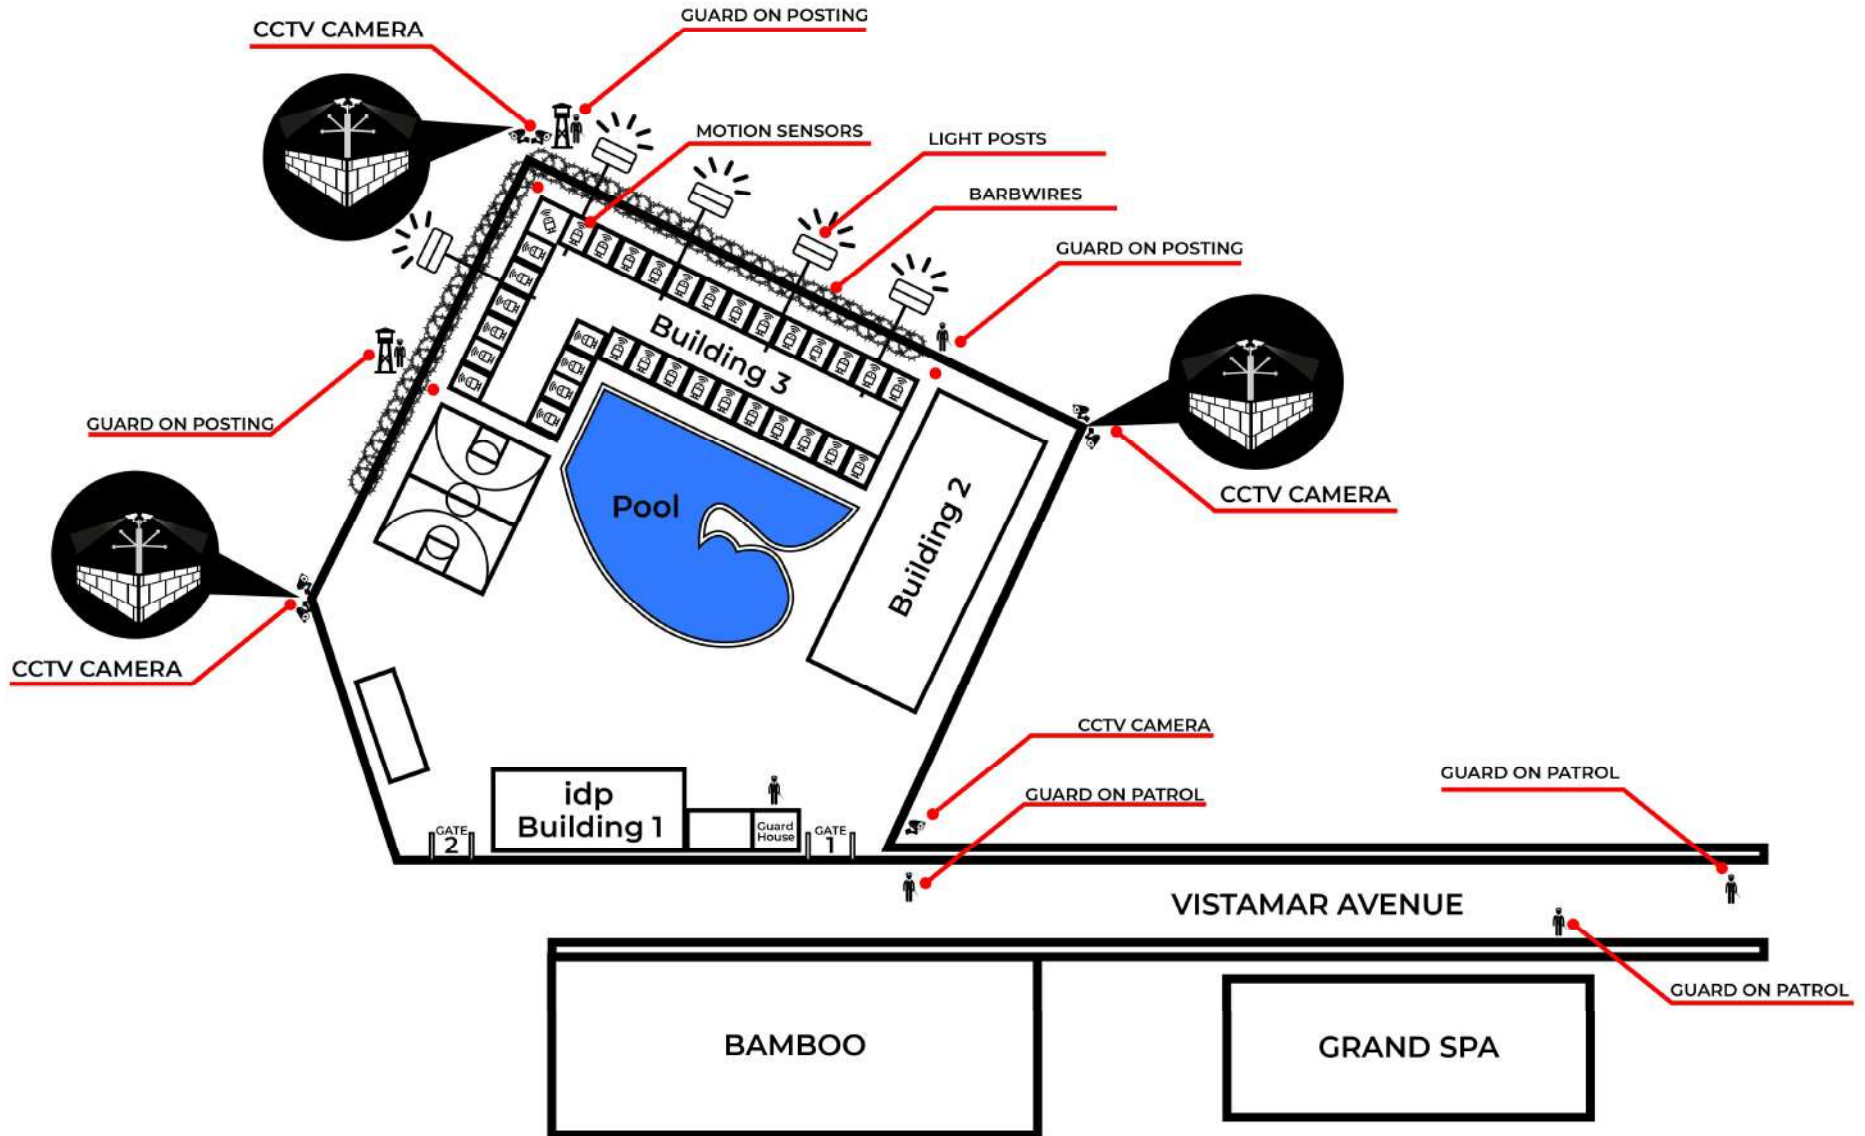 GUARD ON POSTING
CCTV CAMERA
MOTION SENSORS
LIGHT POSTS
BARBWIRES
GUARD ON POSTING
Building 3
GUARD ON POSTING
CCTV CAMERA
Pool
Building 2
CCTV CAMERA
CCTV CAMERA
GUARD ON PATROL
GUARD ON PATROL
idp
Building 1
Guard
House
GATE
1
GATE
2
VISTAMAR AVENUE
GUARD ON PATROL
BAMBOO
GRAND SPA